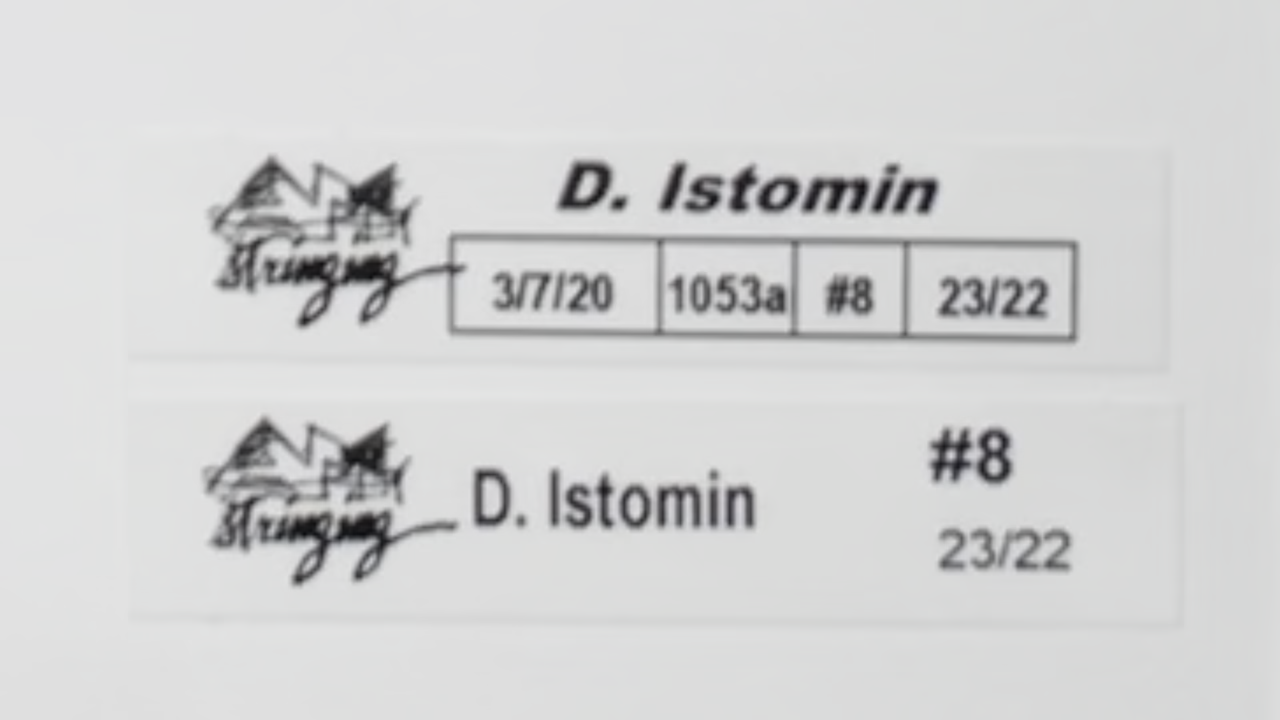 D. Istomin
Stringing 3/7/20 1053a #8 23/22
#8
Stringing D. Istomin
23/22